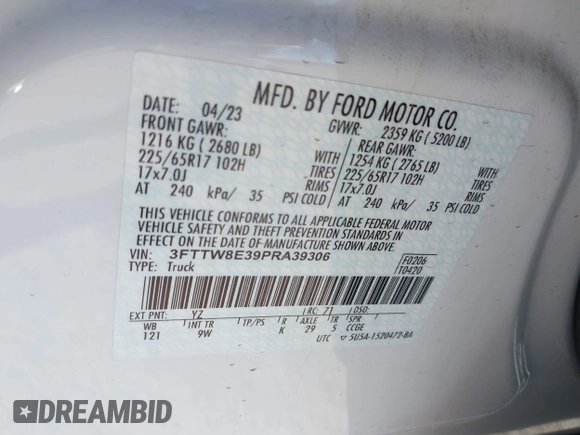 MFD. BY FORD MOTOR CO.
DATE: 04/23 GVWR: 2359 KG ( 5200 LB)
FRONT GAWR: REAR GAWR:
1216 KG ( 2680 LB) WITH 1254 KG ( 2765 LB) WITH
225/65R17 102H TIRES 225/65R17 102H TIRES
17x7.0J RIMS 17x7.0J RIMS
AT 240 kPa/ 35 PSI COLD AT 240 kPa/ 35 PSI COLD
THIS VEHICLE CONFORMS TO ALL APPLICABLE FEDERAL MOTOR
VEHICLE SAFETY AND THEFT PREVENTION STANDARDS IN
EFFECT ON THE DATE OF MANUFACTURE SHOWN ABOVE.
VIN: 3FTTW8E39PRA39306 F0206
TYPE: Truck T0420
EXT PNT: YZ RC: 71 DSO:
WB INT TR TP/PS R AXLE TR SPR
121 9W K 29 5 CCGE
UTC ▽ 5U5A-1520472-BA
DREAMBID